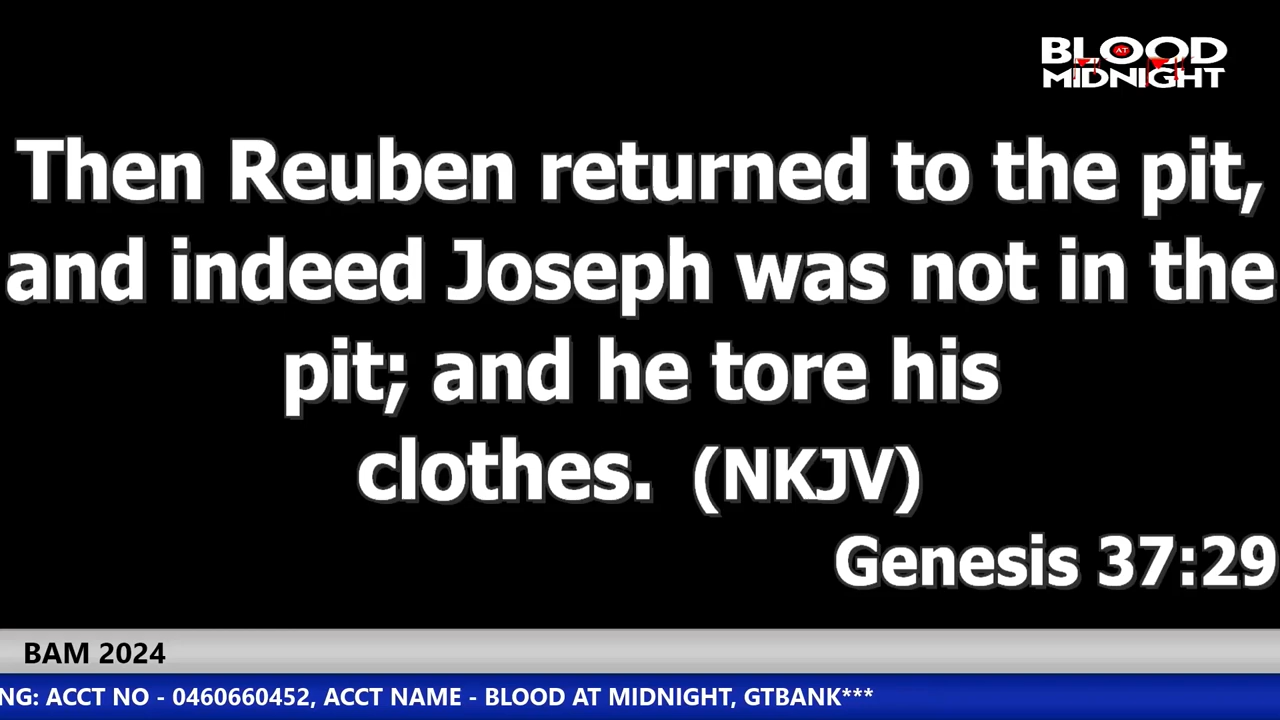 BLOOD
AT
MIDNIGHT
Then Reuben returned to the pit,
and indeed Joseph was not in the
pit; and he tore his
clothes. (NKJV)
Genesis 37:29
BAM 2024
NG: ACCT NO - 0460660452, ACCT NAME - BLOOD AT MIDNIGHT, GTBANK***